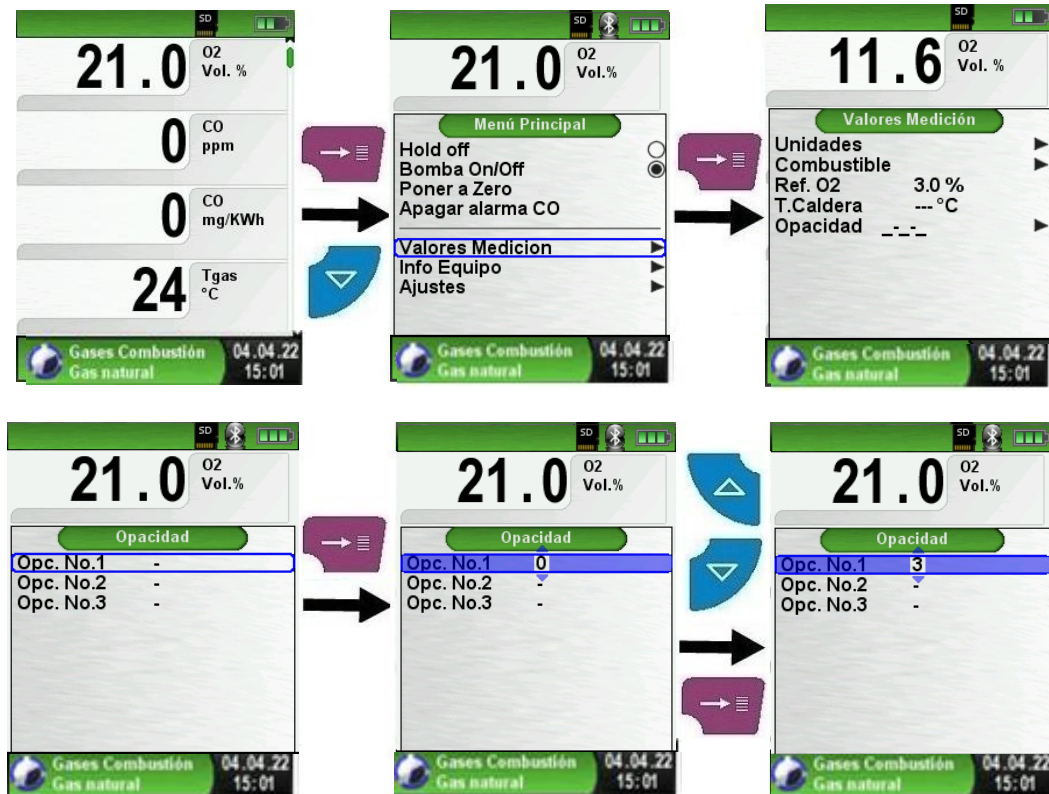 SD
21.0 O2 Vol. %
0 CO ppm
0 CO mg/KWh
24 Tgas °C
Gases Combustión 04.04.22
Gas natural 15:01
SD
21.0 O2 Vol.%
Menú Principal
Hold off
Bomba On/Off
Poner a Zero
Apagar alarma CO
Valores Medicion
Info Equipo
Ajustes
Gases Combustión 04.04.22
Gas natural 15:01
SD
11.6 O2 Vol. %
Valores Medición
Unidades
Combustible
Ref. O2 3.0 %
T.Caldera --- °C
Opacidad _-_-_
Gases Combustión 04.04.22
Gas natural 15:01
SD
21.0 O2 Vol.%
Opacidad
Opc. No.1 -
Opc. No.2 -
Opc. No.3 -
Gases Combustión 04.04.22
Gas natural 15:01
SD
21.0 O2 Vol.%
Opacidad
Opc. No.1 0
Opc. No.2 -
Opc. No.3 -
Gases Combustión 04.04.22
Gas natural 15:01
SD
21.0 O2 Vol.%
Opacidad
Opc. No.1 3
Opc. No.2 -
Opc. No.3 -
Gases Combustión 04.04.22
Gas natural 15:01